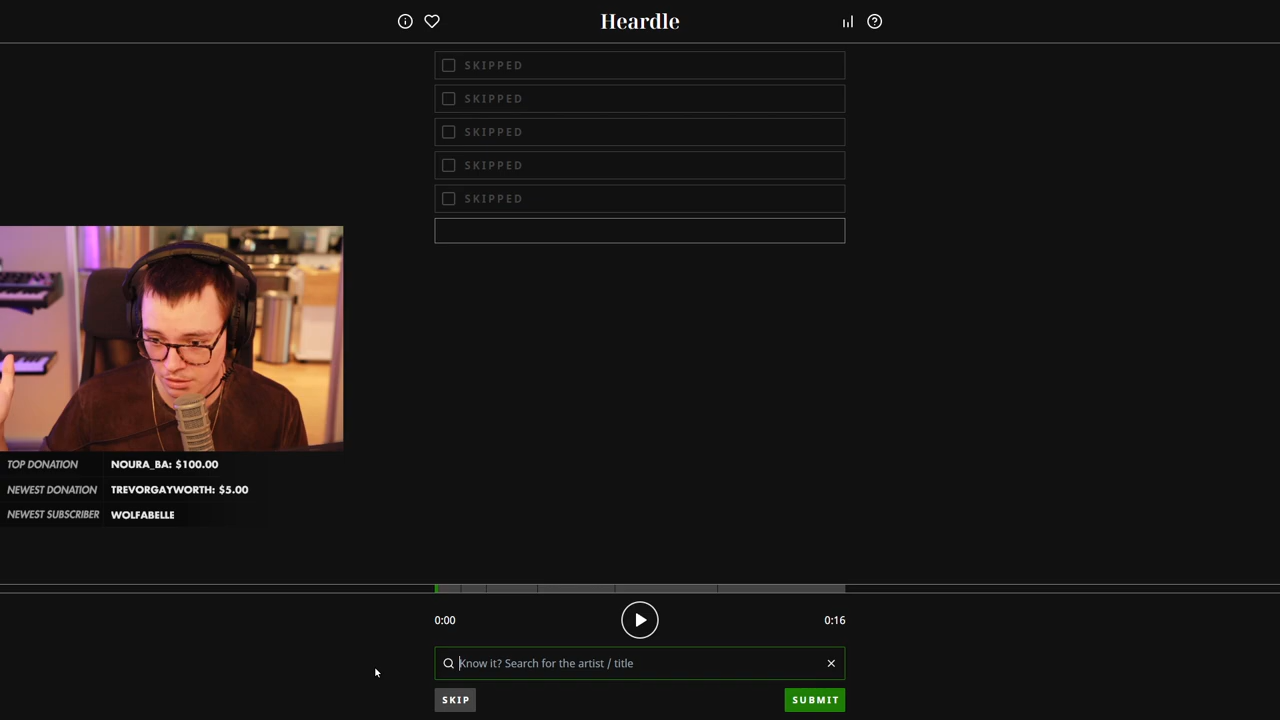 Heardle
SKIPPED
SKIPPED
SKIPPED
SKIPPED
SKIPPED
TOP DONATION NOURA_BA: $100.00
NEWEST DONATION TREVORGAYWORTH: $5.00
NEWEST SUBSCRIBER WOLFABELLE
0:00 0:16
Know it? Search for the artist / title
SKIP SUBMIT